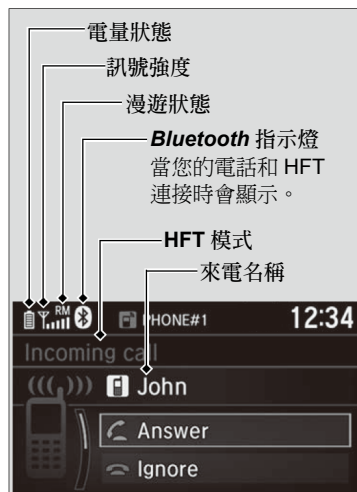 電量狀態
訊號強度
漫遊狀態
Bluetooth 指示燈
當您的電話和 HFT
連接時會顯示。
HFT 模式
來電名稱
RM PHONE#1 12:34
Incoming call
John
Answer
Ignore